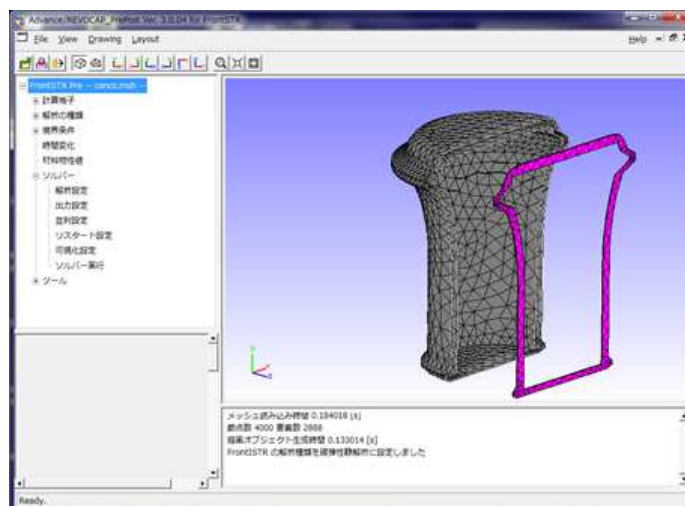 Advance/REVOCAP_PrePost Ver. 3.0.04 for FrontSTR
File View Drawing Layout
Help
FrontISTR Pre -- cancs.msh --
計算格子
解析の種類
境界条件
時間変化
材料物性値
ソルバー
解析設定
出力設定
並列設定
リスタート設定
可視化設定
ソルバー実行
ツール
メッシュ読み込み時間 0.184018 [s]
節点数 4000 要素数 2888
描画オブジェクト生成時間 0.133014 [s]
FrontISTR の解析種類を線弾性静解析に設定しました
Ready.